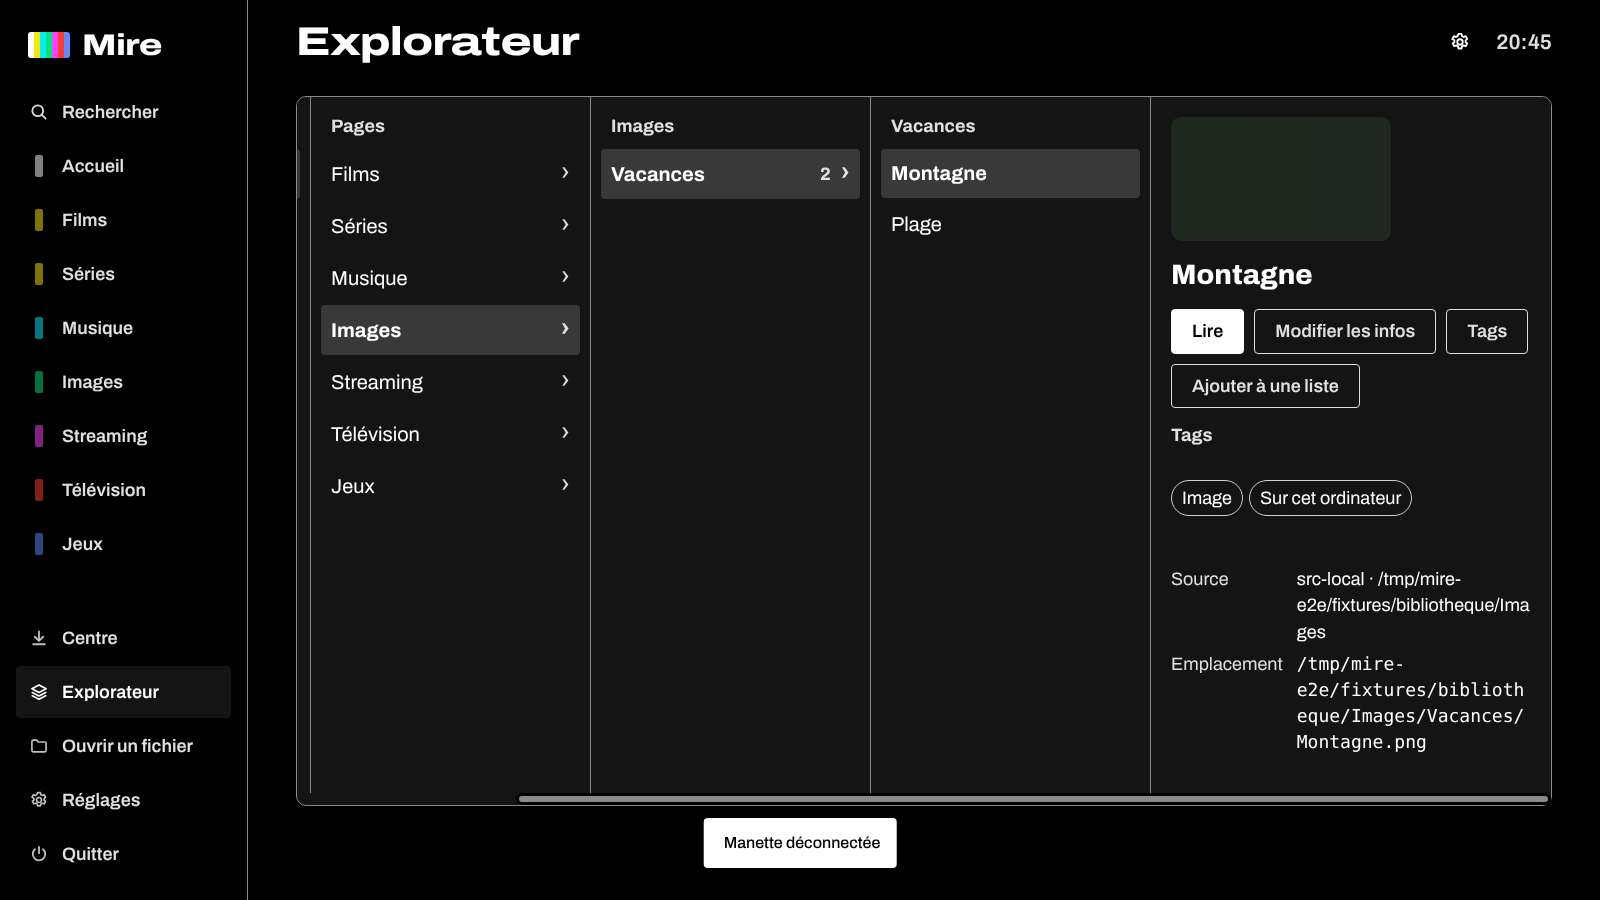 Mire
Rechercher
Accueil
Films
Séries
Musique
Images
Streaming
Télévision
Jeux
Centre
Explorateur
Ouvrir un fichier
Réglages
Quitter
Explorateur
20:45
Pages
Films
Séries
Musique
Images
Streaming
Télévision
Jeux
Images
Vacances 2
Vacances
Montagne
Plage
Montagne
Lire
Modifier les infos
Tags
Ajouter à une liste
Tags
Image
Sur cet ordinateur
Source
src-local · /tmp/mire-
e2e/fixtures/bibliotheque/Ima
ges
Emplacement
/tmp/mire-
e2e/fixtures/biblioth
eque/Images/Vacances/
Montagne.png
Manette déconnectée